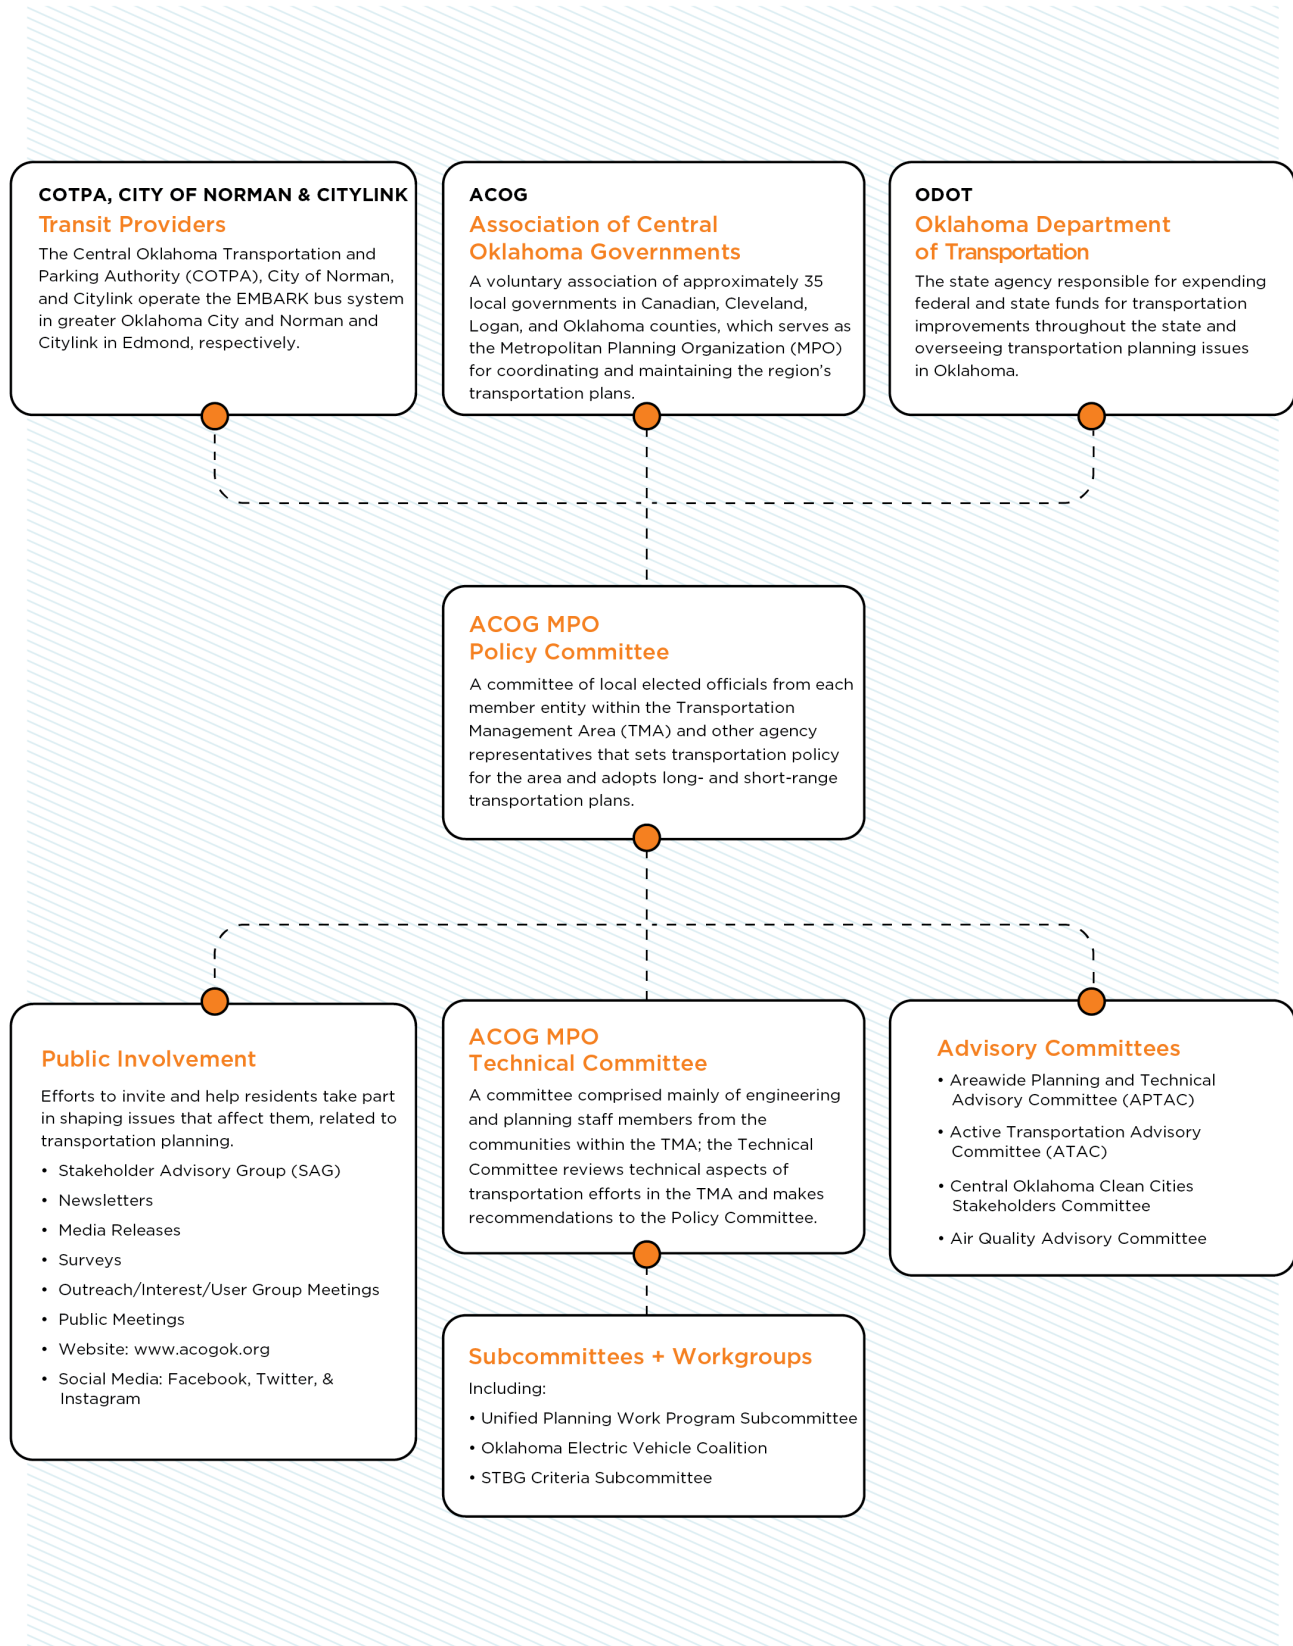 COTPA, CITY OF NORMAN & CITYLINK
Transit Providers
The Central Oklahoma Transportation and
Parking Authority (COTPA), City of Norman,
and Citylink operate the EMBARK bus system
in greater Oklahoma City and Norman and
Citylink in Edmond, respectively.
ACOG
Association of Central
Oklahoma Governments
A voluntary association of approximately 35
local governments in Canadian, Cleveland,
Logan, and Oklahoma counties, which serves as
the Metropolitan Planning Organization (MPO)
for coordinating and maintaining the region's
transportation plans.
ODOT
Oklahoma Department
of Transportation
The state agency responsible for expending
federal and state funds for transportation
improvements throughout the state and
overseeing transportation planning issues
in Oklahoma.
ACOG MPO
Policy Committee
A committee of local elected officials from each
member entity within the Transportation
Management Area (TMA) and other agency
representatives that sets transportation policy
for the area and adopts long- and short-range
transportation plans.
Public Involvement
Efforts to invite and help residents take part
in shaping issues that affect them, related to
transportation planning.
• Stakeholder Advisory Group (SAG)
• Newsletters
• Media Releases
• Surveys
• Outreach/Interest/User Group Meetings
• Public Meetings
• Website: www.acogok.org
• Social Media: Facebook, Twitter, &
Instagram
ACOG MPO
Technical Committee
A committee comprised mainly of engineering
and planning staff members from the
communities within the TMA; the Technical
Committee reviews technical aspects of
transportation efforts in the TMA and makes
recommendations to the Policy Committee.
Advisory Committees
• Areawide Planning and Technical
Advisory Committee (APTAC)
• Active Transportation Advisory
Committee (ATAC)
• Central Oklahoma Clean Cities
Stakeholders Committee
• Air Quality Advisory Committee
Subcommittees + Workgroups
Including:
• Unified Planning Work Program Subcommittee
• Oklahoma Electric Vehicle Coalition
• STBG Criteria Subcommittee